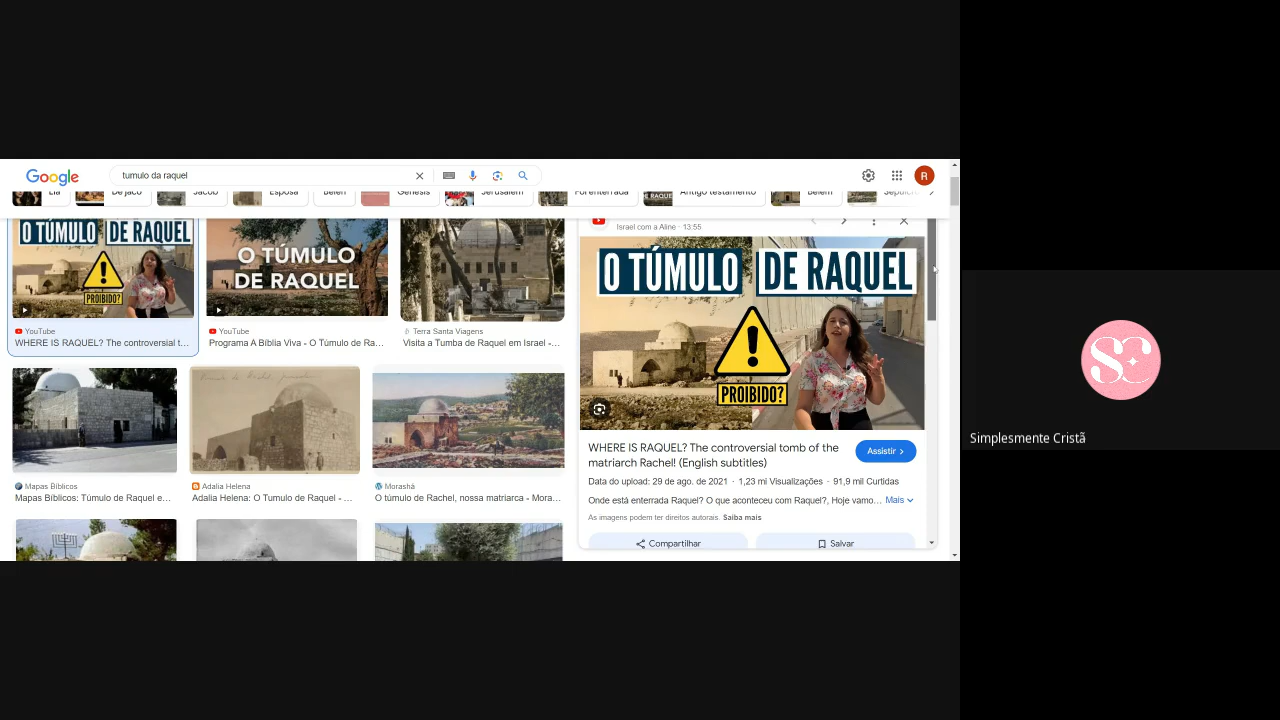 Google
tumulo da raquel
R
Lia
De jacó
Jacob
Esposa
Belén
Genesis
Jerusalem
Foi enterrada
Antigo testamento
Belem
O TÚMULO DE RAQUEL
PROIBIDO?
YouTube
WHERE IS RAQUEL? The controversial t...
O TÚMULO
DE RAQUEL
YouTube
Programa A Bíblia Viva - O Túmulo de Ra...
Terra Santa Viagens
Visita a Tumba de Raquel em Israel -...
Mapas Bíblicos
Mapas Bíblicos: Túmulo de Raquel e...
Adalia Helena
Adalia Helena: O Tumulo de Raquel - ...
Morashá
O túmulo de Rachel, nossa matriarca - Mora...
Israel com a Aline · 13:55
O TÚMULO DE RAQUEL
PROIBIDO?
WHERE IS RAQUEL? The controversial tomb of the
matriarch Rachel! (English subtitles)
Assistir
Data do upload: 29 de ago. de 2021 · 1,23 mi Visualizações · 91,9 mil Curtidas
Onde está enterrada Raquel? O que aconteceu com Raquel?, Hoje vamo... Mais
As imagens podem ter direitos autorais. Saiba mais
Compartilhar
Salvar
SC
Simplesmente Cristã